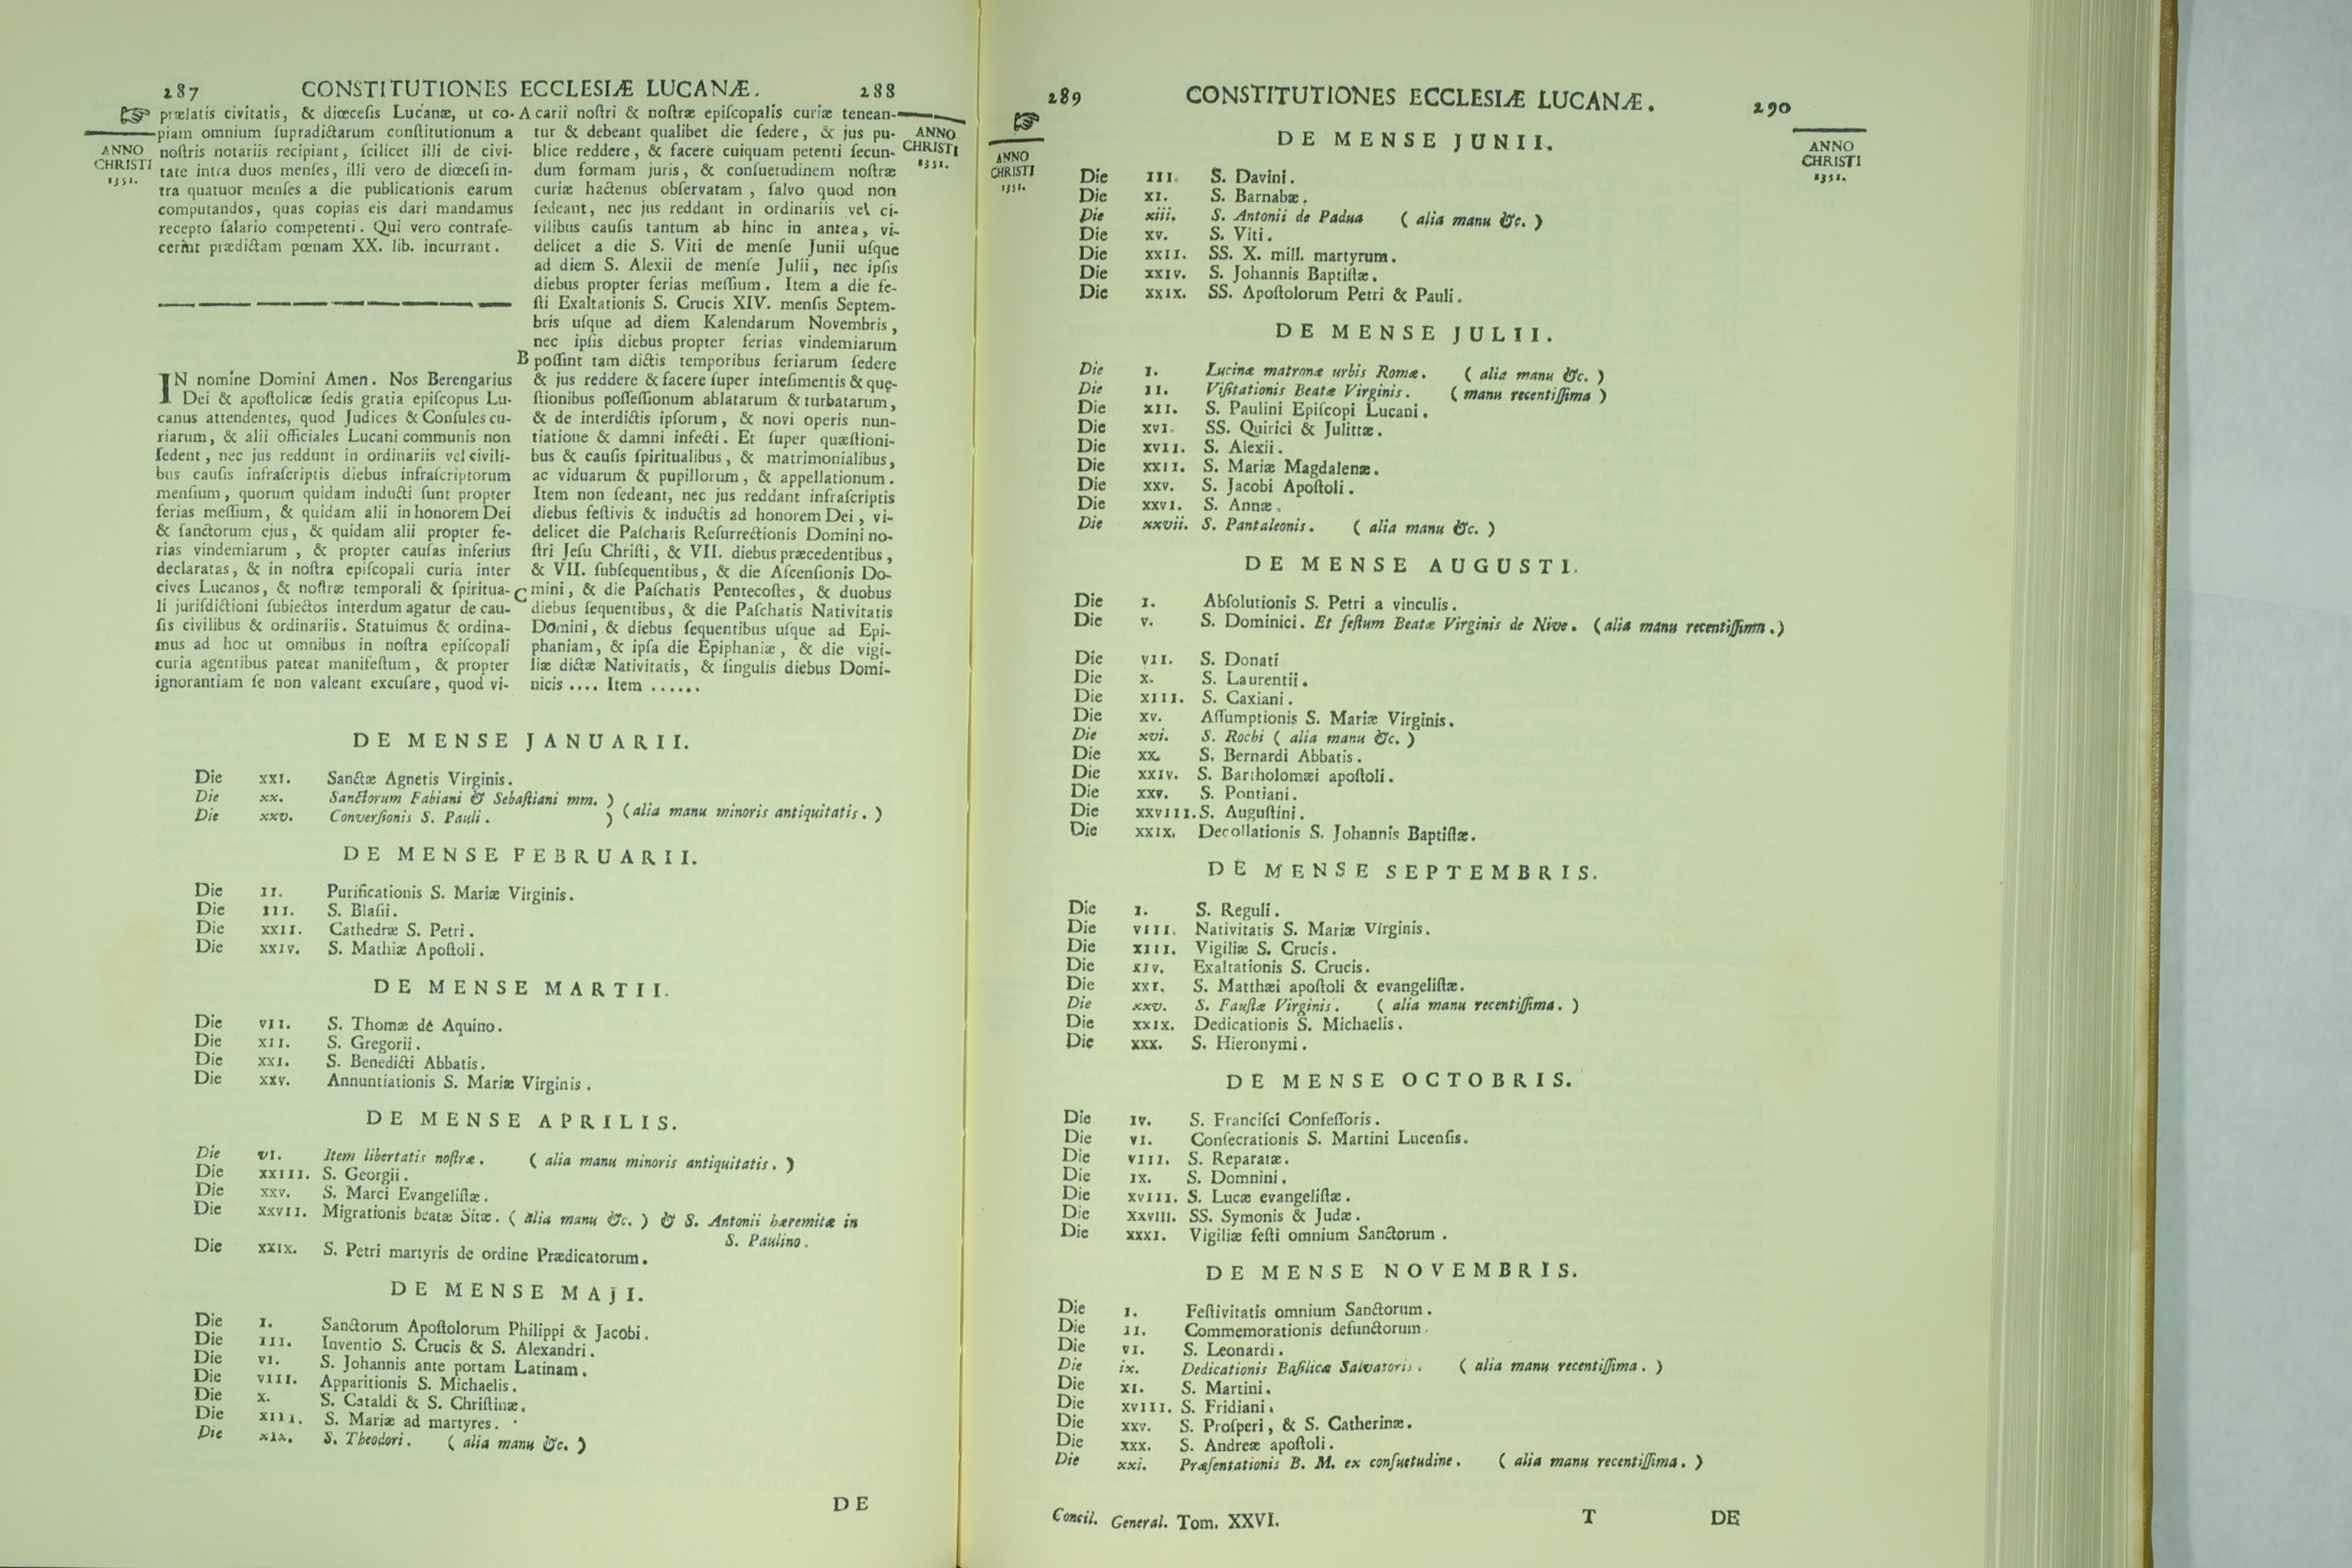 287 CONSTITUTIONES ECCLESIÆ LUCANÆ. 288
ANNO
CHRISTI
1351.
prælatis civitatis, & diœcesis Lucanæ, ut co-
piam omnium ſupradictarum conſtitutionum a
noſtris notariis recipiant, ſcilicet illi de civi-
tate intra duos menſes, illi vero de diœceſi in-
tra quatuor menſes a die publicationis earum
computandos, quas copias eis dari mandamus
recepto ſalario competenti. Qui vero contrafe-
cerint prædictam pœnam XX. lib. incurrant.
IN nomine Domini Amen. Nos Berengarius
Dei & apoſtolicæ ſedis gratia epiſcopus Lu-
canus attendentes, quod Judices & Conſules cu-
riarum, & alii officiales Lucani communis non
ſedent, nec jus reddunt in ordinariis vel civili-
bus cauſis infraſcriptis diebus infraſcriptorum
menſium, quorum quidam inducti ſunt propter
ferias meſſium, & quidam alii in honorem Dei
& ſanctorum ejus, & quidam alii propter fe-
rias vindemiarum, & propter cauſas inferius
declaratas, & in noſtra epiſcopali curia inter
cives Lucanos, & noſtræ temporali & ſpiritua-
li juriſdictioni ſubiectos interdum agatur de cau-
ſis civilibus & ordinariis. Statuimus & ordina-
mus ad hoc ut omnibus in noſtra epiſcopali
curia agentibus pateat manifeſtum, & propter
ignorantiam ſe non valeant excuſare, quod vi-
A carii noſtri & noſtræ epiſcopalis curiæ tenean-
tur & debeant qualibet die ſedere, & jus pu-
blice reddere, & facere cuiquam petenti ſecun-
dum formam juris, & conſuetudinem noſtræ
curiæ hactenus obſervatam, ſalvo quod non
ſedeant, nec jus reddant in ordinariis vel ci-
vilibus cauſis tantum ab hinc in antea, vi-
delicet a die S. Viti de menſe Junii uſque
ad diem S. Alexii de menſe Julii, nec ipſis
diebus propter ferias meſſium. Item a die fe-
ſti Exaltationis S. Crucis XIV. menſis Septem-
bris uſque ad diem Kalendarum Novembris,
nec ipſis diebus propter ferias vindemiarum
B poſſint tam dictis temporibus feriarum ſedere
& jus reddere & facere ſuper inteſimentis & quę-
ſtionibus poſſeſſionum ablatarum & turbatarum,
& de interdictis ipſorum, & novi operis nun-
tiatione & damni infecti. Et ſuper quæſtioni-
bus & cauſis ſpiritualibus, & matrimonialibus,
ac viduarum & pupillorum, & appellationum.
Item non ſedeant, nec jus reddant infraſcriptis
diebus feſtivis & inductis ad honorem Dei, vi-
delicet die Paſchatis Reſurrectionis Domini no-
ſtri Jeſu Chriſti, & VII. diebus præcedentibus,
& VII. ſubſequentibus, & die Aſcenſionis Do-
C mini, & die Paſchatis Pentecoſtes, & duobus
diebus ſequentibus, & die Paſchatis Nativitatis
Domini, & diebus ſequentibus uſque ad Epi-
phaniam, & ipſa die Epiphaniæ, & die vigi-
liæ dictæ Nativitatis, & ſingulis diebus Domi-
nicis .... Item ......
ANNO
CHRISTI
1351.
DE MENSE JANUARII.
Die XXI. Sanctæ Agnetis Virginis.
Die xx. Sanctorum Fabiani & Sebaſtiani mm. )
Die xxv. Converſionis S. Pauli. ) (alia manu minoris antiquitatis.)
DE MENSE FEBRUARII.
Die II. Purificationis S. Mariæ Virginis.
Die III. S. Blaſii.
Die XXII. Cathedræ S. Petri.
Die XXIV. S. Mathiæ Apoſtoli.
DE MENSE MARTII.
Die VII. S. Thomæ de Aquino.
Die XII. S. Gregorii.
Die XXI. S. Benedicti Abbatis.
Die XXV. Annuntiationis S. Mariæ Virginis.
DE MENSE APRILIS.
Die VI. Item libertatis noſtræ. (alia manu minoris antiquitatis.)
Die XXIII. S. Georgii.
Die XXV. S. Marci Evangeliſtæ.
Die XXVII. Migrationis beatæ Sitæ. (alia manu &c.) & S. Antonii hæremitæ in
S. Paulino.
Die XXIX. S. Petri martyris de ordine Prædicatorum.
DE MENSE MAJI.
Die I. Sanctorum Apoſtolorum Philippi & Jacobi.
Die III. Inventio S. Crucis & S. Alexandri.
Die VI. S. Johannis ante portam Latinam.
Die VIII. Apparitionis S. Michaelis.
Die X. S. Cataldi & S. Chriſtinæ.
Die XIII. S. Mariæ ad martyres.
Die xix. S. Theodori. (alia manu &c.)
DE
289 CONSTITUTIONES ECCLESIÆ LUCANÆ. 290
ANNO
CHRISTI
1351.
ANNO
CHRISTI
1351.
DE MENSE JUNII.
Die III. S. Davini.
Die XI. S. Barnabæ.
Die xiii. S. Antonii de Padua (alia manu &c.)
Die XV. S. Viti.
Die XXII. SS. X. mill. martyrum.
Die XXIV. S. Johannis Baptiſtæ.
Die XXIX. SS. Apoſtolorum Petri & Pauli.
DE MENSE JULII.
Die I. Lucinæ matronæ urbis Romæ. (alia manu &c.)
Die II. Viſitationis Beatæ Virginis. (manu recentiſſima)
Die XII. S. Paulini Epiſcopi Lucani.
Die XVI. SS. Quirici & Julittæ.
Die XVII. S. Alexii.
Die XXII. S. Mariæ Magdalenæ.
Die XXV. S. Jacobi Apoſtoli.
Die XXVI. S. Annæ.
Die xxvii. S. Pantaleonis. (alia manu &c.)
DE MENSE AUGUSTI.
Die I. Abſolutionis S. Petri a vinculis.
Die V. S. Dominici. Et feſtum Beatæ Virginis de Nive. (alia manu recentiſſima.)
Die VII. S. Donati
Die X. S. Laurentii.
Die XIII. S. Caxiani.
Die XV. Aſſumptionis S. Mariæ Virginis.
Die xvi. S. Rochi (alia manu &c.)
Die XX. S. Bernardi Abbatis.
Die XXIV. S. Bartholomæi apoſtoli.
Die XXV. S. Pontiani.
Die XXVIII. S. Auguſtini.
Die XXIX. Decollationis S. Johannis Baptiſtæ.
DE MENSE SEPTEMBRIS.
Die I. S. Reguli.
Die VIII. Nativitatis S. Mariæ Virginis.
Die XIII. Vigiliæ S. Crucis.
Die XIV. Exaltationis S. Crucis.
Die XXI. S. Matthæi apoſtoli & evangeliſtæ.
Die xxv. S. Fauſtæ Virginis. (alia manu recentiſſima.)
Die XXIX. Dedicationis S. Michaelis.
Die XXX. S. Hieronymi.
DE MENSE OCTOBRIS.
Die IV. S. Franciſci Confeſſoris.
Die VI. Conſecrationis S. Martini Lucenſis.
Die VIII. S. Reparatæ.
Die IX. S. Domnini.
Die XVIII. S. Lucæ evangeliſtæ.
Die XXVIII. SS. Symonis & Judæ.
Die XXXI. Vigiliæ feſti omnium Sanctorum.
DE MENSE NOVEMBRIS.
Die I. Feſtivitatis omnium Sanctorum.
Die II. Commemorationis defunctorum.
Die VI. S. Leonardi.
Die ix. Dedicationis Baſilicæ Salvatoris. (alia manu recentiſſima.)
Die XI. S. Martini.
Die XVIII. S. Fridiani.
Die XXV. S. Proſperi, & S. Catherinæ.
Die XXX. S. Andreæ apoſtoli.
Die xxi. Præſentationis B. M. ex conſuetudine. (alia manu recentiſſima.)
Concil. General. Tom. XXVI. T DE